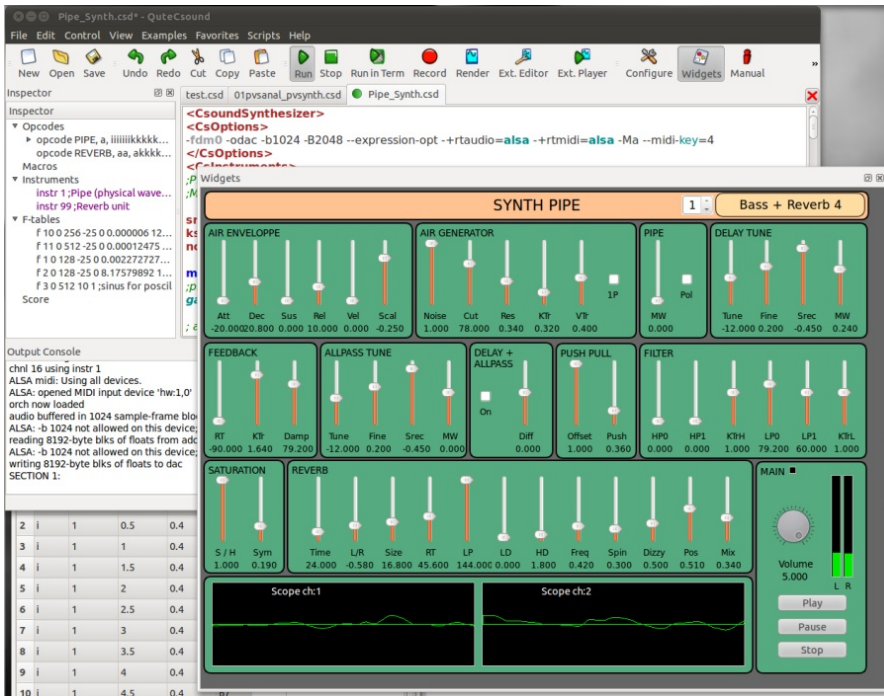 Pipe_Synth.csd* - QuteCsound
File Edit Control View Examples Favorites Scripts Help
New Open Save Undo Redo Cut Copy Paste Run Stop Run in Term Record Render Ext. Editor Ext. Player Configure Widgets Manual »
Inspector
Inspector
Opcodes
opcode PIPE, a, iiiiiiikkkkk...
opcode REVERB, aa, akkkk...
Macros
Instruments
instr 1 ;Pipe (physical wave...
instr 99 ;Reverb unit
F-tables
f 10 0 256 -25 0 0.000006 12...
f 11 0 512 -25 0 0.00012475 ...
f 1 0 128 -25 0 0.002272727...
f 2 0 128 -25 0 8.17579892 1...
f 3 0 512 10 1 ;sinus for poscil
Score
test.csd 01pvsanal_pvsynth.csd Pipe_Synth.csd
<CsoundSynthesizer>
<CsOptions>
-fdm0 -odac -b1024 -B2048 --expression-opt -+rtaudio=alsa -+rtmidi=alsa -Ma --midi-key=4
</CsOptions>
Output Console
chnl 16 using instr 1
ALSA midi: Using all devices.
ALSA: opened MIDI input device 'hw:1,0'
orch now loaded
audio buffered in 1024 sample-frame blo
ALSA: -b 1024 not allowed on this device;
reading 8192-byte blks of floats from adc
ALSA: -b 1024 not allowed on this device;
writing 8192-byte blks of floats to dac
SECTION 1:
2 i 1 0.5 0.4
3 i 1 1 0.4
4 i 1 1.5 0.4
5 i 1 2 0.4
6 i 1 2.5 0.4
7 i 1 3 0.4
8 i 1 3.5 0.4
9 i 1 4 0.4
10 i 1 4.5 0.4
Widgets
SYNTH PIPE 1 Bass + Reverb 4
AIR ENVELOPPE
Att Dec Sus Rel Vel Scal
-20.000 20.800 0.000 10.000 0.000 -0.250
AIR GENERATOR
Noise Cut Res KTr VTr 1P
1.000 78.000 0.340 0.320 0.400
PIPE
MW Pol
0.000
DELAY TUNE
Tune Fine Srec MW
-12.000 0.200 -0.450 0.240
FEEDBACK
RT KTr Damp
-90.000 1.640 79.200
ALLPASS TUNE
Tune Fine Srec MW
-12.000 0.200 -0.450 0.000
DELAY +
ALLPASS
On Diff
0.000
PUSH PULL
Offset Push
1.000 0.360
FILTER
HP0 HP1 KTrH LP0 LP1 KTrL
0.000 0.000 1.000 79.200 60.000 1.000
SATURATION
S / H Sym
1.000 0.190
REVERB
Time L/R Size RT LP LD HD Freq Spin Dizzy Pos Mix
24.000 -0.580 16.800 45.600 144.000 0.000 1.800 0.420 0.300 0.500 0.510 0.340
MAIN
Volume
5.000
L R
Play
Pause
Stop
Scope ch:1
Scope ch:2